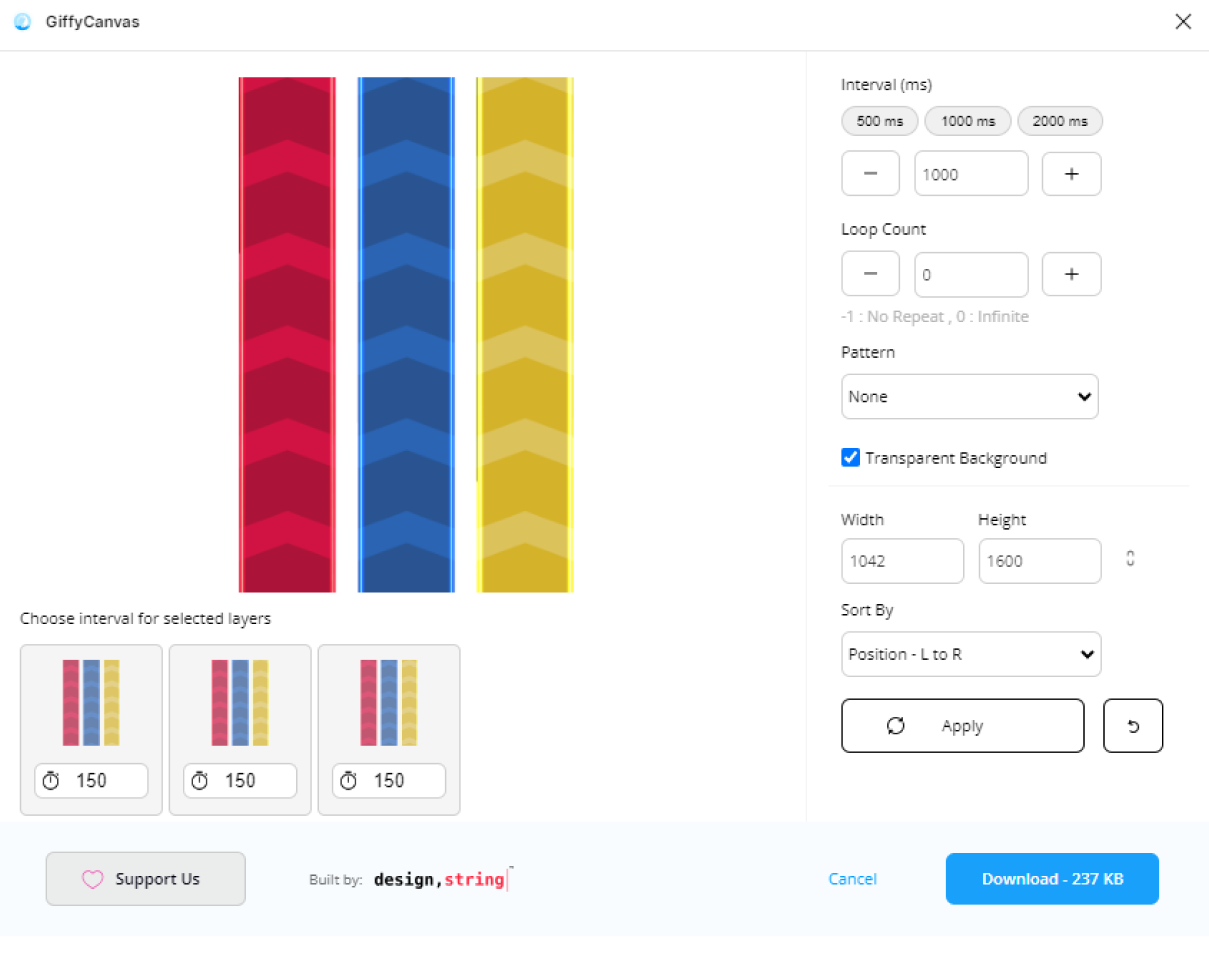 GiffyCanvas
Interval (ms)
500 ms 1000 ms 2000 ms
1000
Loop Count
0
-1 : No Repeat , 0 : Infinite
Pattern
None
Transparent Background
Width Height
1042 1600
Sort By
Position - L to R
Apply
Choose interval for selected layers
150 150 150
Support Us
Built by: design,string
Cancel
Download - 237 KB